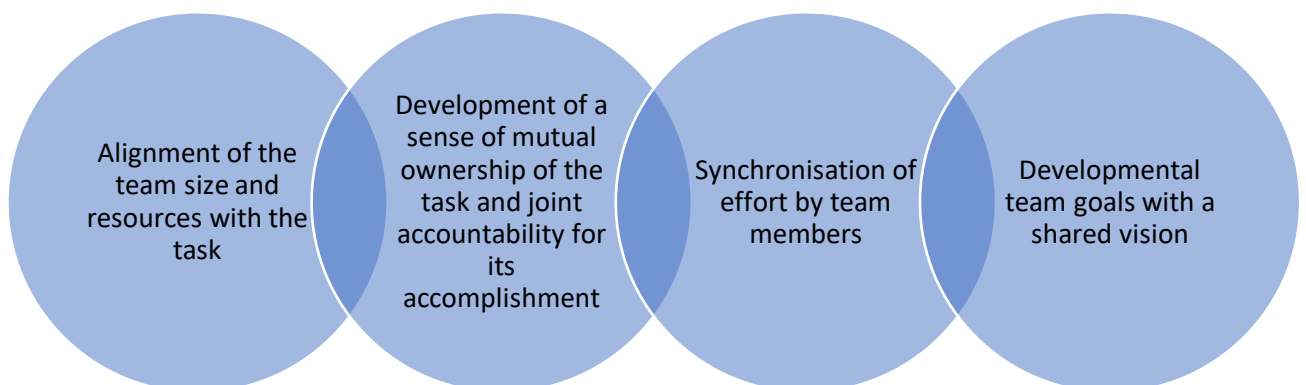 Alignment of the
team size and
resources with the
task
Development of a
sense of mutual
ownership of the
task and joint
accountability for
its
accomplishment
Synchronisation of
effort by team
members
Developmental
team goals with a
shared vision